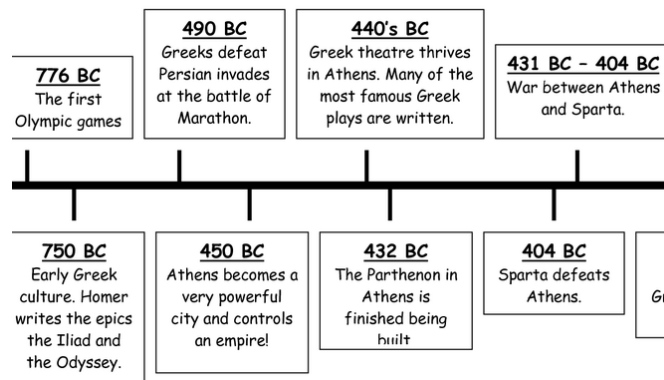 776 BC
The first
Olympic games
490 BC
Greeks defeat
Persian invades
at the battle of
Marathon.
440's BC
Greek theatre thrives
in Athens. Many of the
most famous Greek
plays are written.
431 BC – 404 BC
War between Athens
and Sparta.
750 BC
Early Greek
culture. Homer
writes the epics
the Iliad and
the Odyssey.
450 BC
Athens becomes a
very powerful
city and controls
an empire!
432 BC
The Parthenon in
Athens is
finished being
built
404 BC
Sparta defeats
Athens.